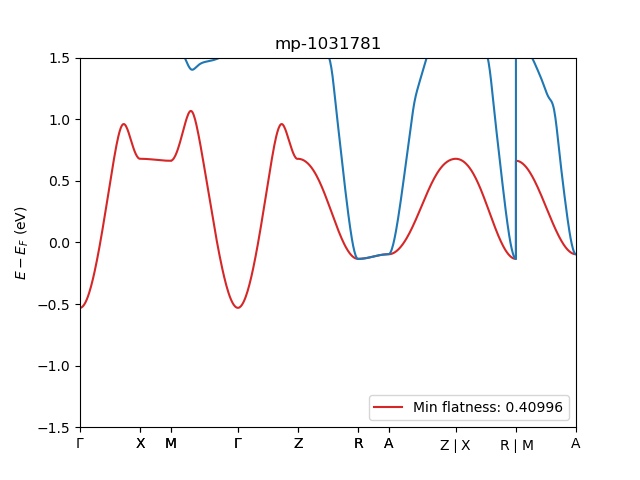 mp-1031781
1.5
1.0
0.5
0.0
−0.5
−1.0
−1.5
E − E_F (eV)
Min flatness: 0.40996
Γ X M Γ Z R A Z | X R | M A